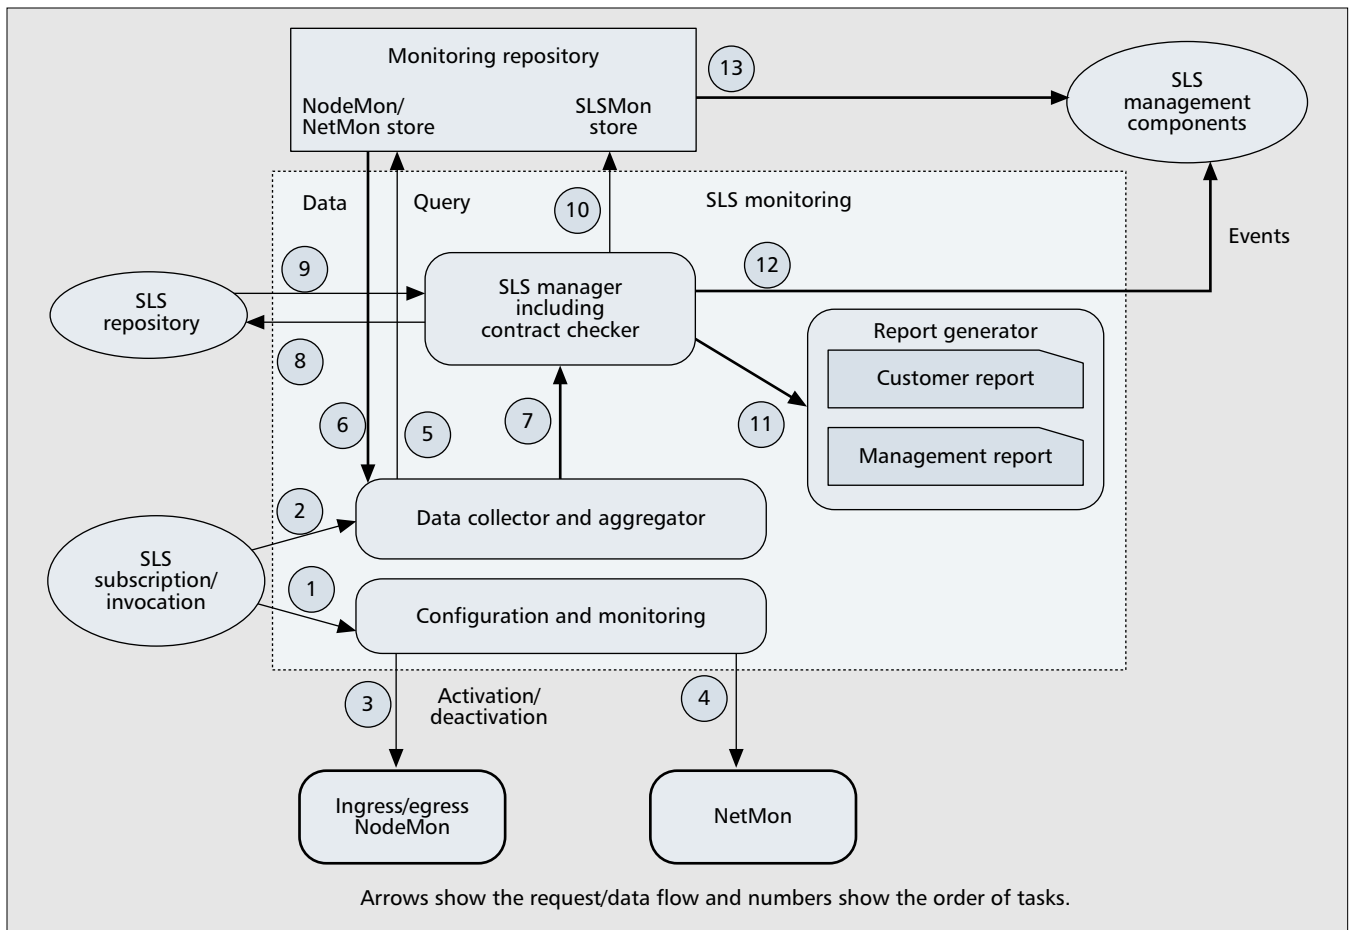 Monitoring repository
NodeMon/
NetMon store
SLSMon
store
13
SLS
management
components
Data
Query
10
SLS monitoring
Events
9
12
SLS
repository
SLS manager
including
contract checker
8
Report generator
Customer report
Management report
6
5
7
11
2
Data collector and aggregator
SLS
subscription/
invocation
1
Configuration and monitoring
3
Activation/
deactivation
4
Ingress/egress
NodeMon
NetMon
Arrows show the request/data flow and numbers show the order of tasks.